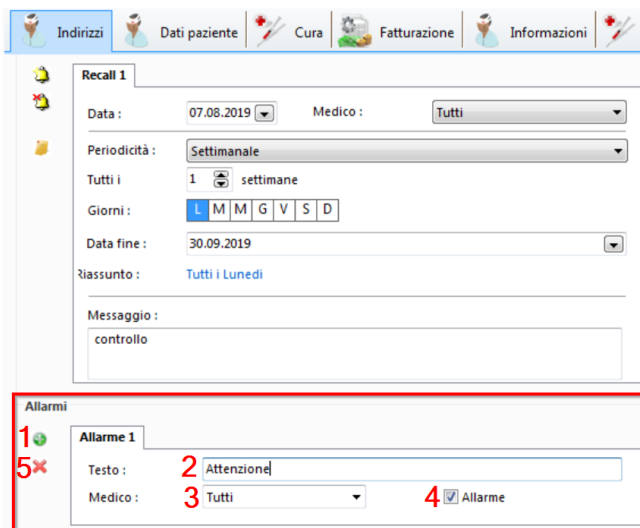 Indirizzi Dati paziente Cura Fatturazione Informazioni
Recall 1
Data : 07.08.2019 Medico : Tutti
Periodicità : Settimanale
Tutti i 1 settimane
Giorni : L M M G V S D
Data fine : 30.09.2019
Riassunto : Tutti i Lunedi
Messaggio :
controllo
Allarmi
1 Allarme 1
5 Testo : 2 Attenzione
Medico : 3 Tutti 4 Allarme